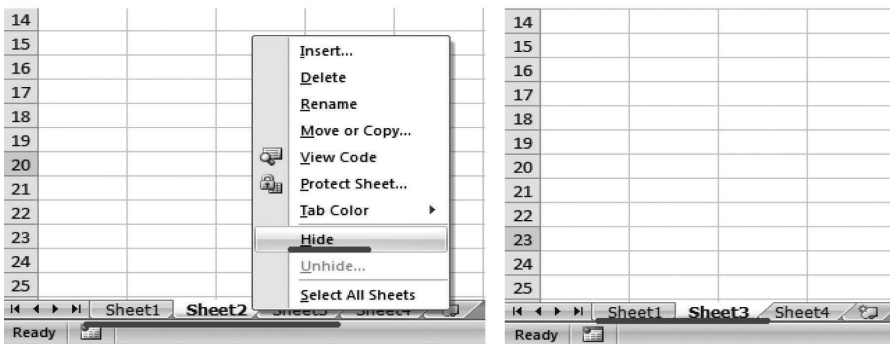 14
15
16
17
18
19
20
21
22
23
24
25
Insert...
Delete
Rename
Move or Copy...
View Code
Protect Sheet...
Tab Color
Hide
Unhide...
Select All Sheets
Sheet1 Sheet2 Sheet3 Sheet4
Ready
14
15
16
17
18
19
20
21
22
23
24
25
Sheet1 Sheet3 Sheet4
Ready